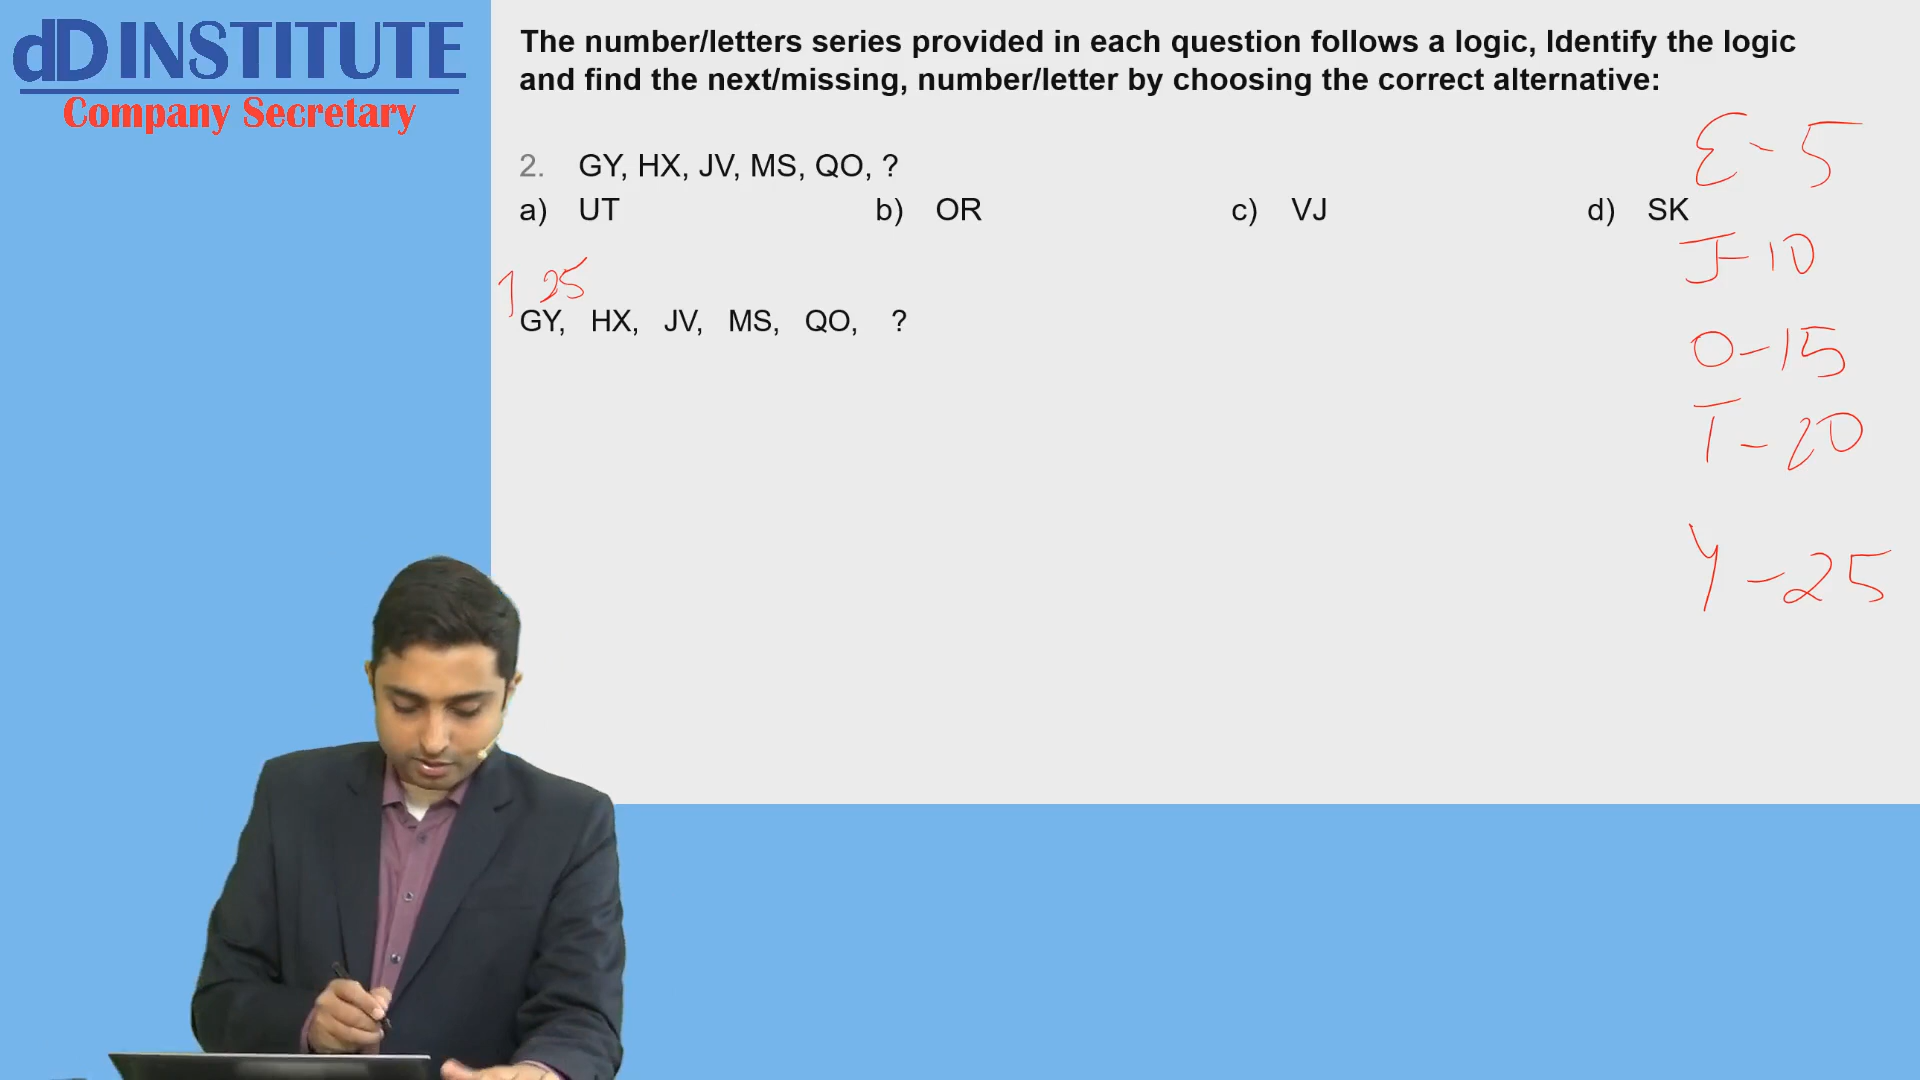 dD INSTITUTE
Company Secretary
The number/letters series provided in each question follows a logic, Identify the logic
and find the next/missing, number/letter by choosing the correct alternative:
2. GY, HX, JV, MS, QO, ?
a) UT b) OR c) VJ d) SK
7 25
GY, HX, JV, MS, QO, ?
E - 5
J - 10
O - 15
T - 20
Y - 25